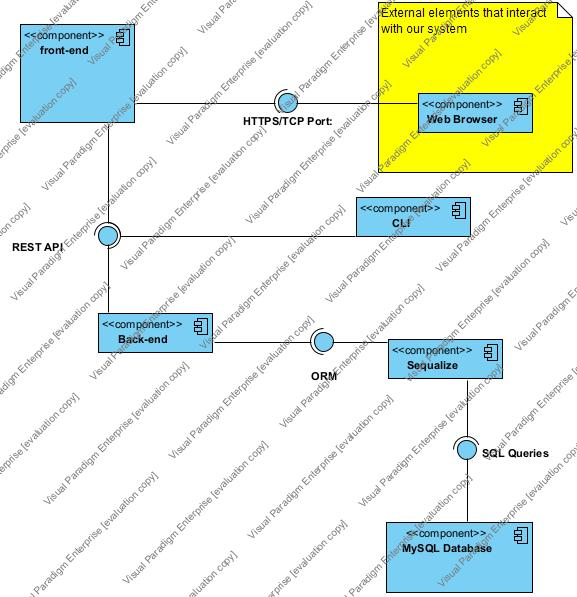 External elements that interact
with our system
<<component>>
front-end
<<component>>
Web Browser
HTTPS/TCP Port:
<<component>>
CLI
REST API
<<component>>
Back-end
<<component>>
Sequalize
ORM
SQL Queries
<<component>>
MySQL Database
Visual Paradigm Enterprise [evaluation copy]